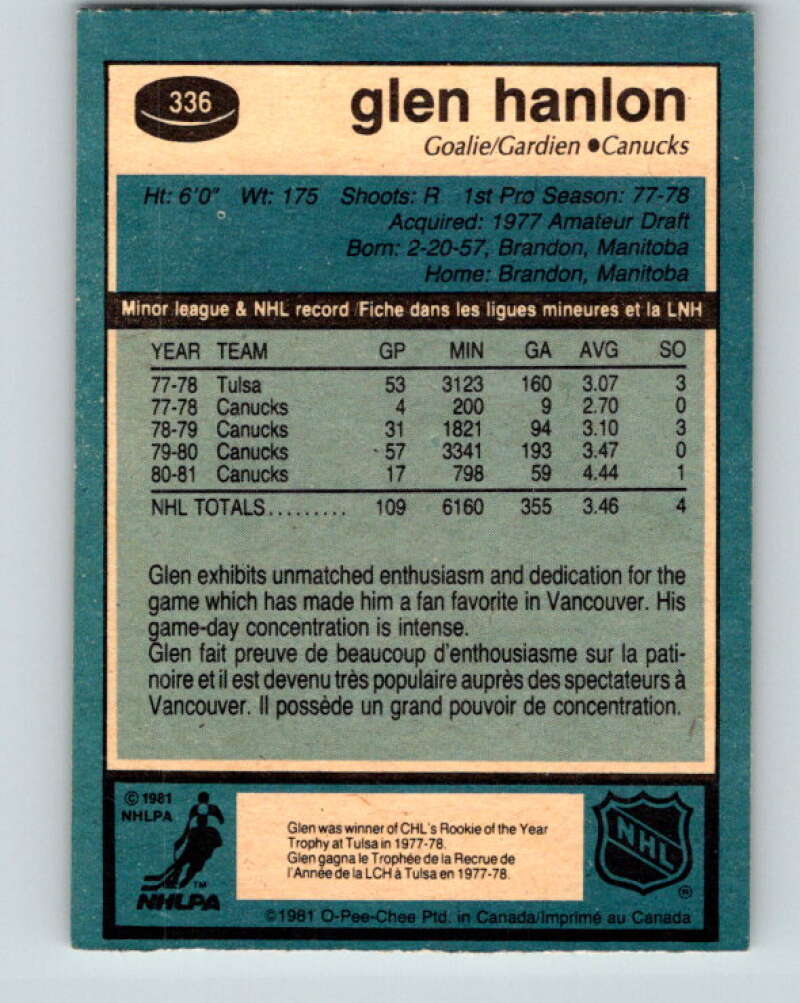 336
glen hanlon
Goalie/Gardien ●Canucks
Ht: 6'0" Wt: 175 Shoots: R 1st Pro Season: 77-78
Acquired: 1977 Amateur Draft
Born: 2-20-57, Brandon, Manitoba
Home: Brandon, Manitoba
Minor league & NHL record/Fiche dans les ligues mineures et la LNH
YEAR TEAM GP MIN GA AVG SO
77-78 Tulsa 53 3123 160 3.07 3
77-78 Canucks 4 200 9 2.70 0
78-79 Canucks 31 1821 94 3.10 3
79-80 Canucks 57 3341 193 3.47 0
80-81 Canucks 17 798 59 4.44 1
NHL TOTALS......... 109 6160 355 3.46 4
Glen exhibits unmatched enthusiasm and dedication for the
game which has made him a fan favorite in Vancouver. His
game-day concentration is intense.
Glen fait preuve de beaucoup d'enthousiasme sur la pati-
noire et il est devenu très populaire auprès des spectateurs à
Vancouver. Il possède un grand pouvoir de concentration.
© 1981
NHLPA
Glen was winner of CHL's Rookie of the Year
Trophy at Tulsa in 1977-78.
Glen gagna le Trophée de la Recrue de
l'Année de la LCH à Tulsa en 1977-78.
NHL
®
TM
NHLPA
©1981 O-Pee-Chee Ptd. in Canada/Imprimé au Canada